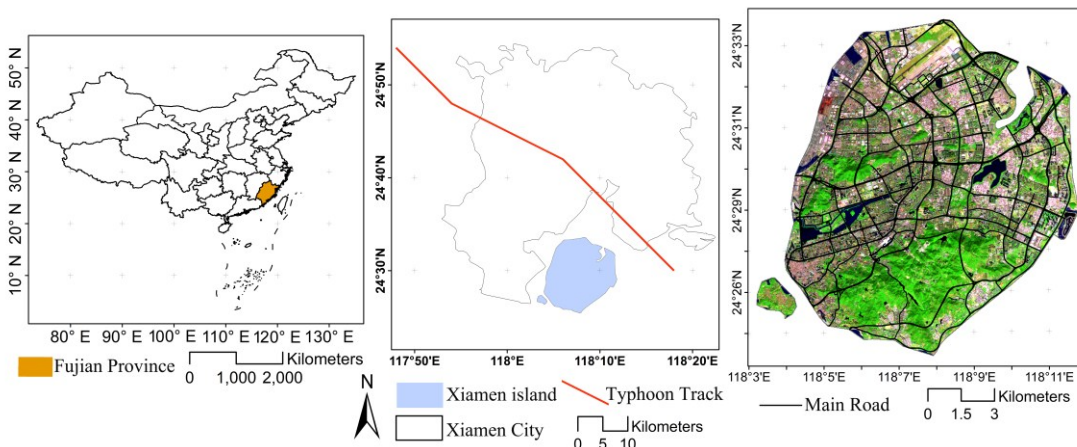 50° N
40° N
30° N
20° N
10° N
80° E
90° E
100° E
110° E
120° E
130° E
Fujian Province
Kilometers
0 1,000 2,000
24°50'N
24°40'N
24°30'N
117°50'E
118°E
118°10'E
118°20'E
N
Xiamen island
Typhoon Track
Xiamen City
Kilometers
0 5 10
24°33'N
24°31'N
24°29'N
24°26'N
118°3'E
118°5'E
118°7'E
118°9'E
118°11'E
Main Road
Kilometers
0 1.5 3